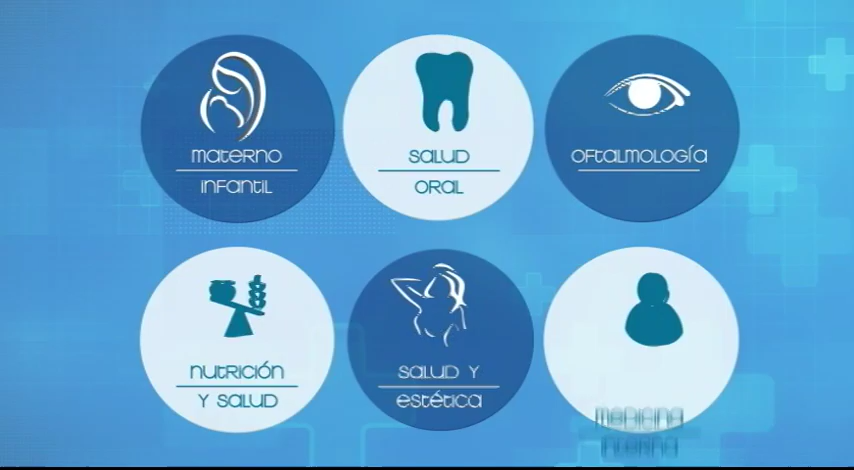 materno
infantil
salud
oral
oftalmología
nutrición
y salud
salud y
estética